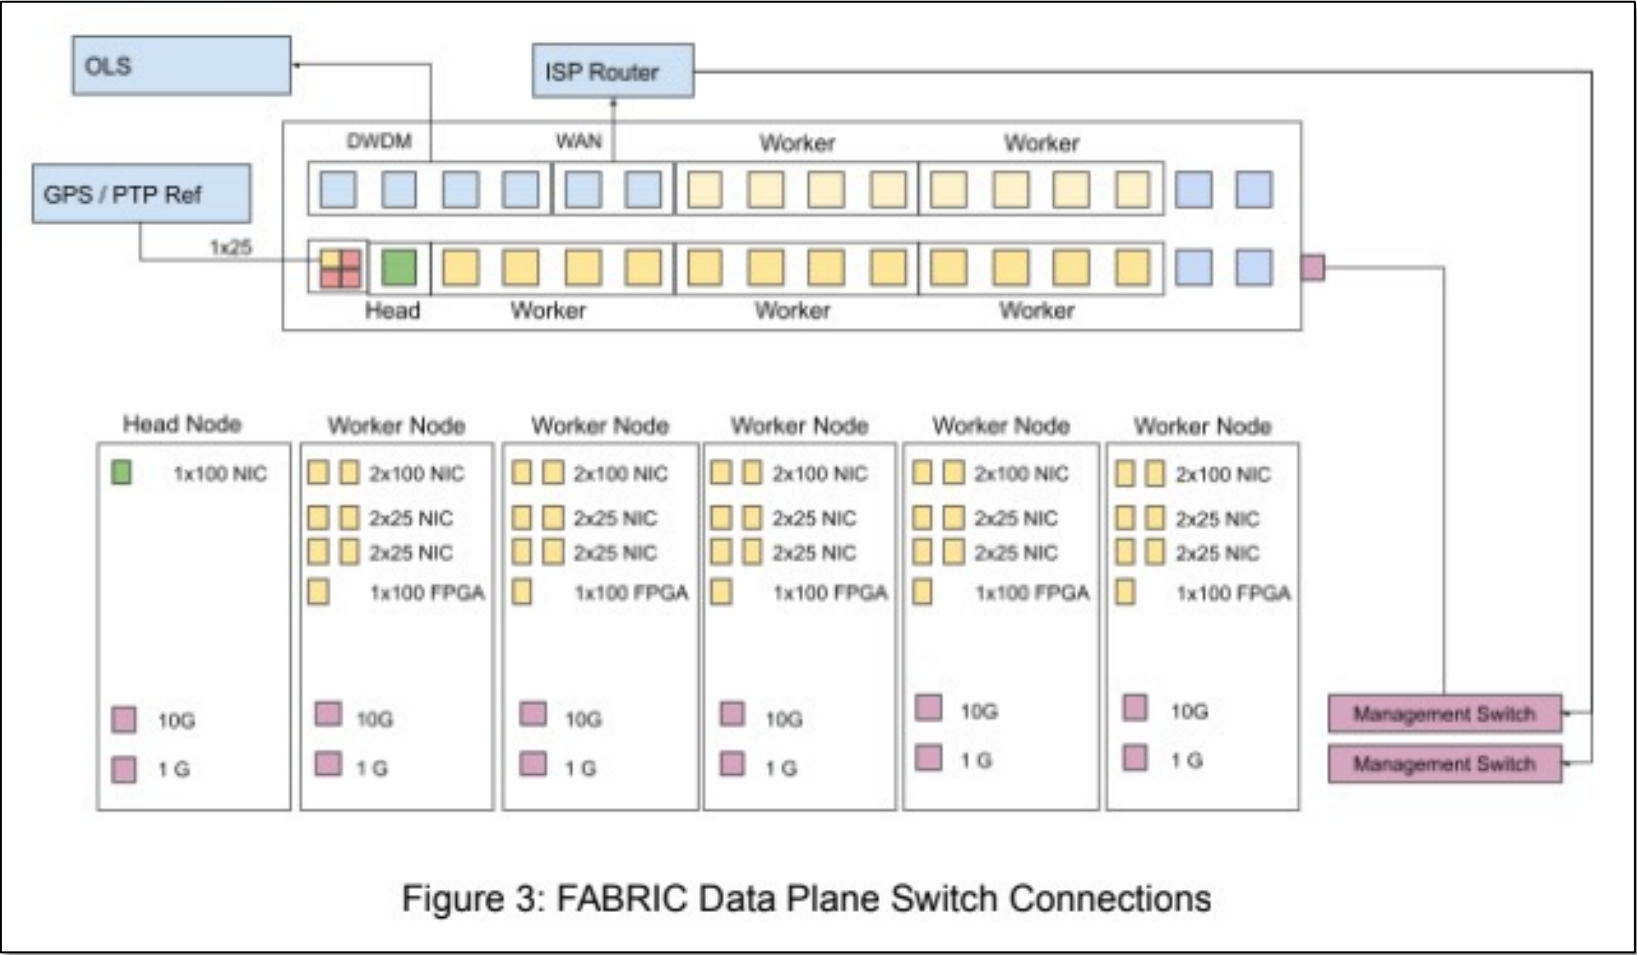 OLS
ISP Router
DWDM
WAN
Worker
Worker
GPS / PTP Ref
1x25
Head
Worker
Worker
Worker
Head Node
Worker Node
Worker Node
Worker Node
Worker Node
Worker Node
1x100 NIC
2x100 NIC
2x100 NIC
2x100 NIC
2x100 NIC
2x100 NIC
2x25 NIC
2x25 NIC
2x25 NIC
2x25 NIC
2x25 NIC
2x25 NIC
2x25 NIC
2x25 NIC
2x25 NIC
2x25 NIC
1x100 FPGA
1x100 FPGA
1x100 FPGA
1x100 FPGA
1x100 FPGA
10G
10G
10G
10G
10G
10G
Management Switch
1 G
1 G
1 G
1 G
1 G
1 G
Management Switch
Figure 3: FABRIC Data Plane Switch Connections